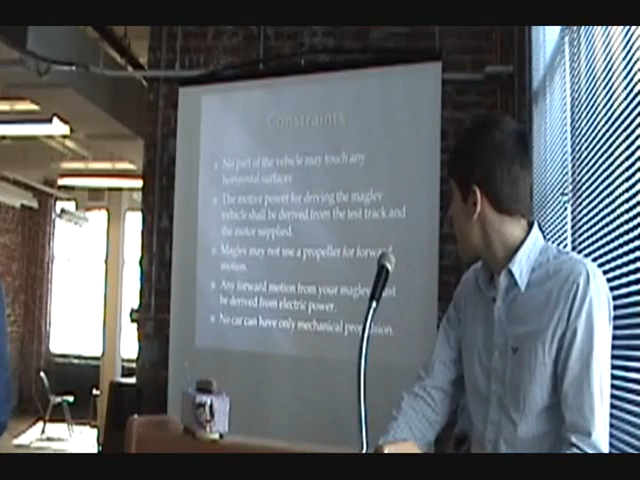 Constraints
No part of the vehicle may touch any
horizontal surfaces
The motive power for driving the maglev
vehicle shall be derived from the test track and
the motor supplied.
Maglev may not use a propeller for forward
motion.
Any forward motion from your maglev must
be derived from electric power.
No car can have only mechanical propulsion.